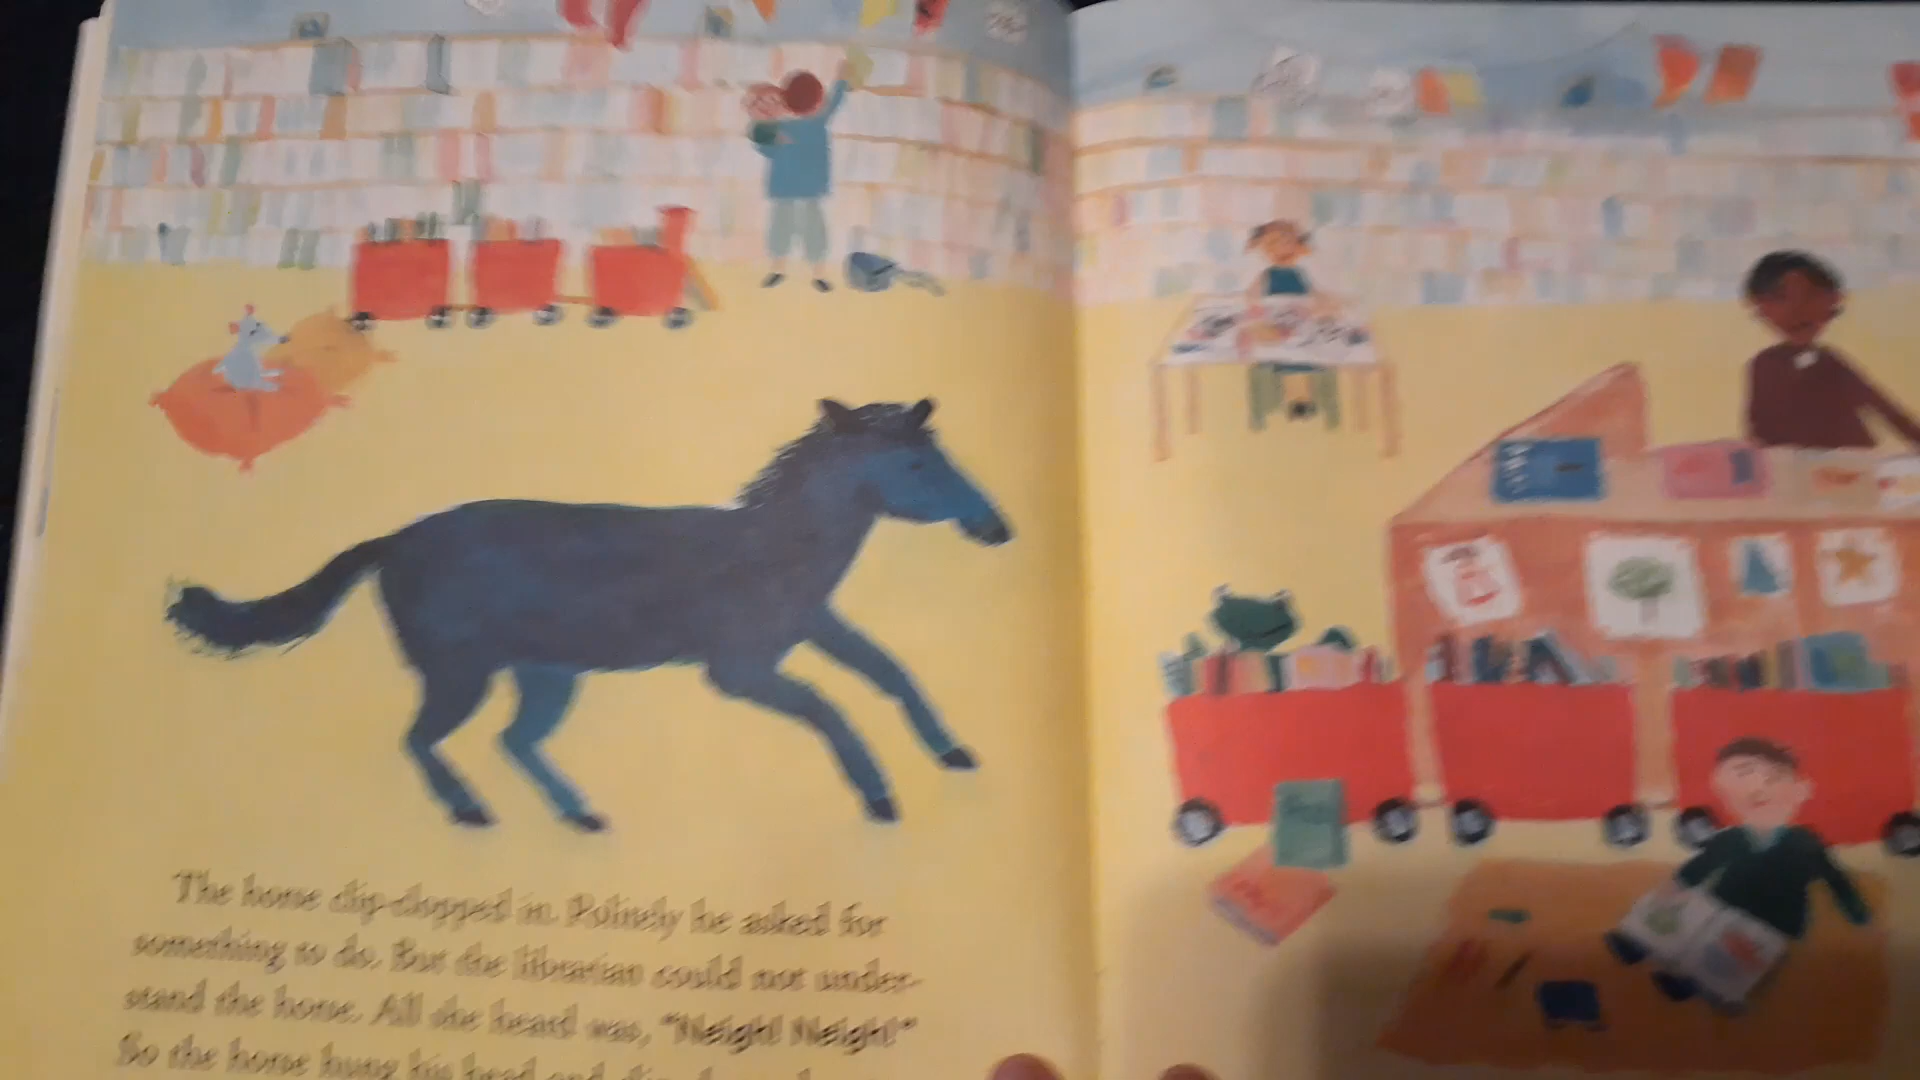 The horse clip-clopped in. Politely he asked for
something to do. But the librarian could not under-
stand the horse. All she heard was, "Neigh! Neigh!"
So the horse hung his head and